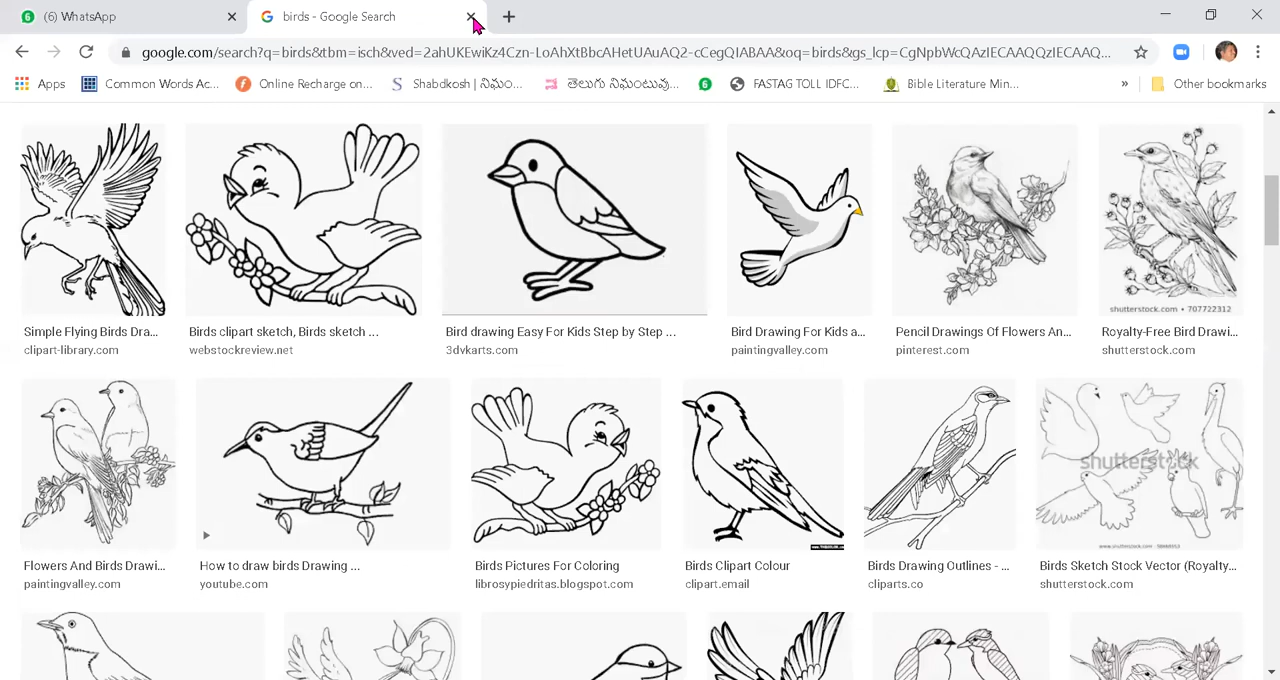 (6) WhatsApp
birds - Google Search
google.com/search?q=birds&tbm=isch&ved=2ahUKEwiKz4Czn-LoAhXtBbcAHetUAuAQ2-cCegQIABAA&oq=birds&gs_lcp=CgNpbWcQAzIECAAQQzIECAAQ...
Apps
Common Words Ac...
Online Recharge on...
Shabdkosh | నిఘం...
తెలుగు నిఘంటువు...
FASTAG TOLL IDFC...
Bible Literature Min...
»
Other bookmarks
shutterstock.com • 707722312
Simple Flying Birds Dra...
Birds clipart sketch, Birds sketch ...
Bird drawing Easy For Kids Step by Step ...
Bird Drawing For Kids a...
Pencil Drawings Of Flowers An...
Royalty-Free Bird Drawi...
clipart-library.com
webstockreview.net
3dvkarts.com
paintingvalley.com
pinterest.com
shutterstock.com
shutterstock
Flowers And Birds Drawi...
How to draw birds Drawing ...
Birds Pictures For Coloring
Birds Clipart Colour
Birds Drawing Outlines - ...
Birds Sketch Stock Vector (Royalty...
paintingvalley.com
youtube.com
librosypiedritas.blogspot.com
clipart.email
cliparts.co
shutterstock.com